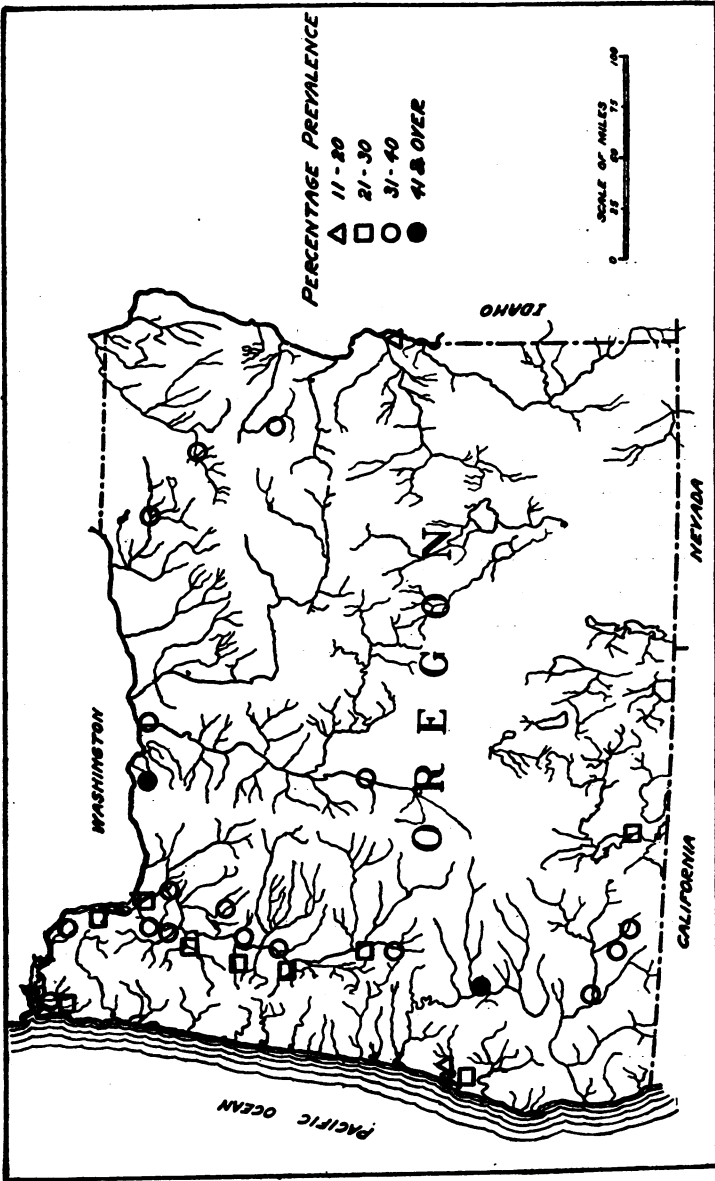 WASHINGTON
PERCENTAGE PREVALENCE
11-20
21-30
31-40
41 & OVER
PACIFIC OCEAN
OREGON
IDAHO
SCALE OF MILES
0 25 50 75 100
CALIFORNIA
NEVADA